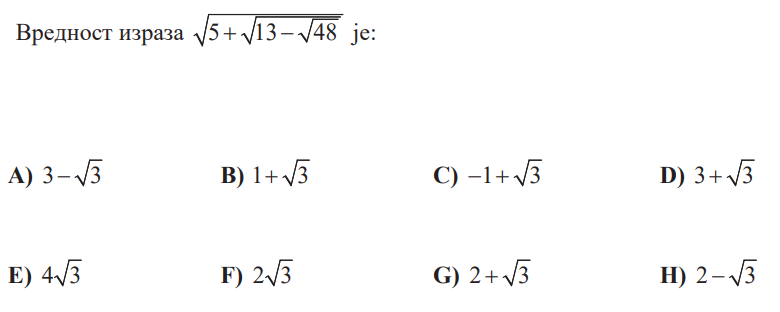 Вредност израза √(5+√(13−√48)) је:
A) 3−√3 B) 1+√3 C) −1+√3 D) 3+√3
E) 4√3 F) 2√3 G) 2+√3 H) 2−√3